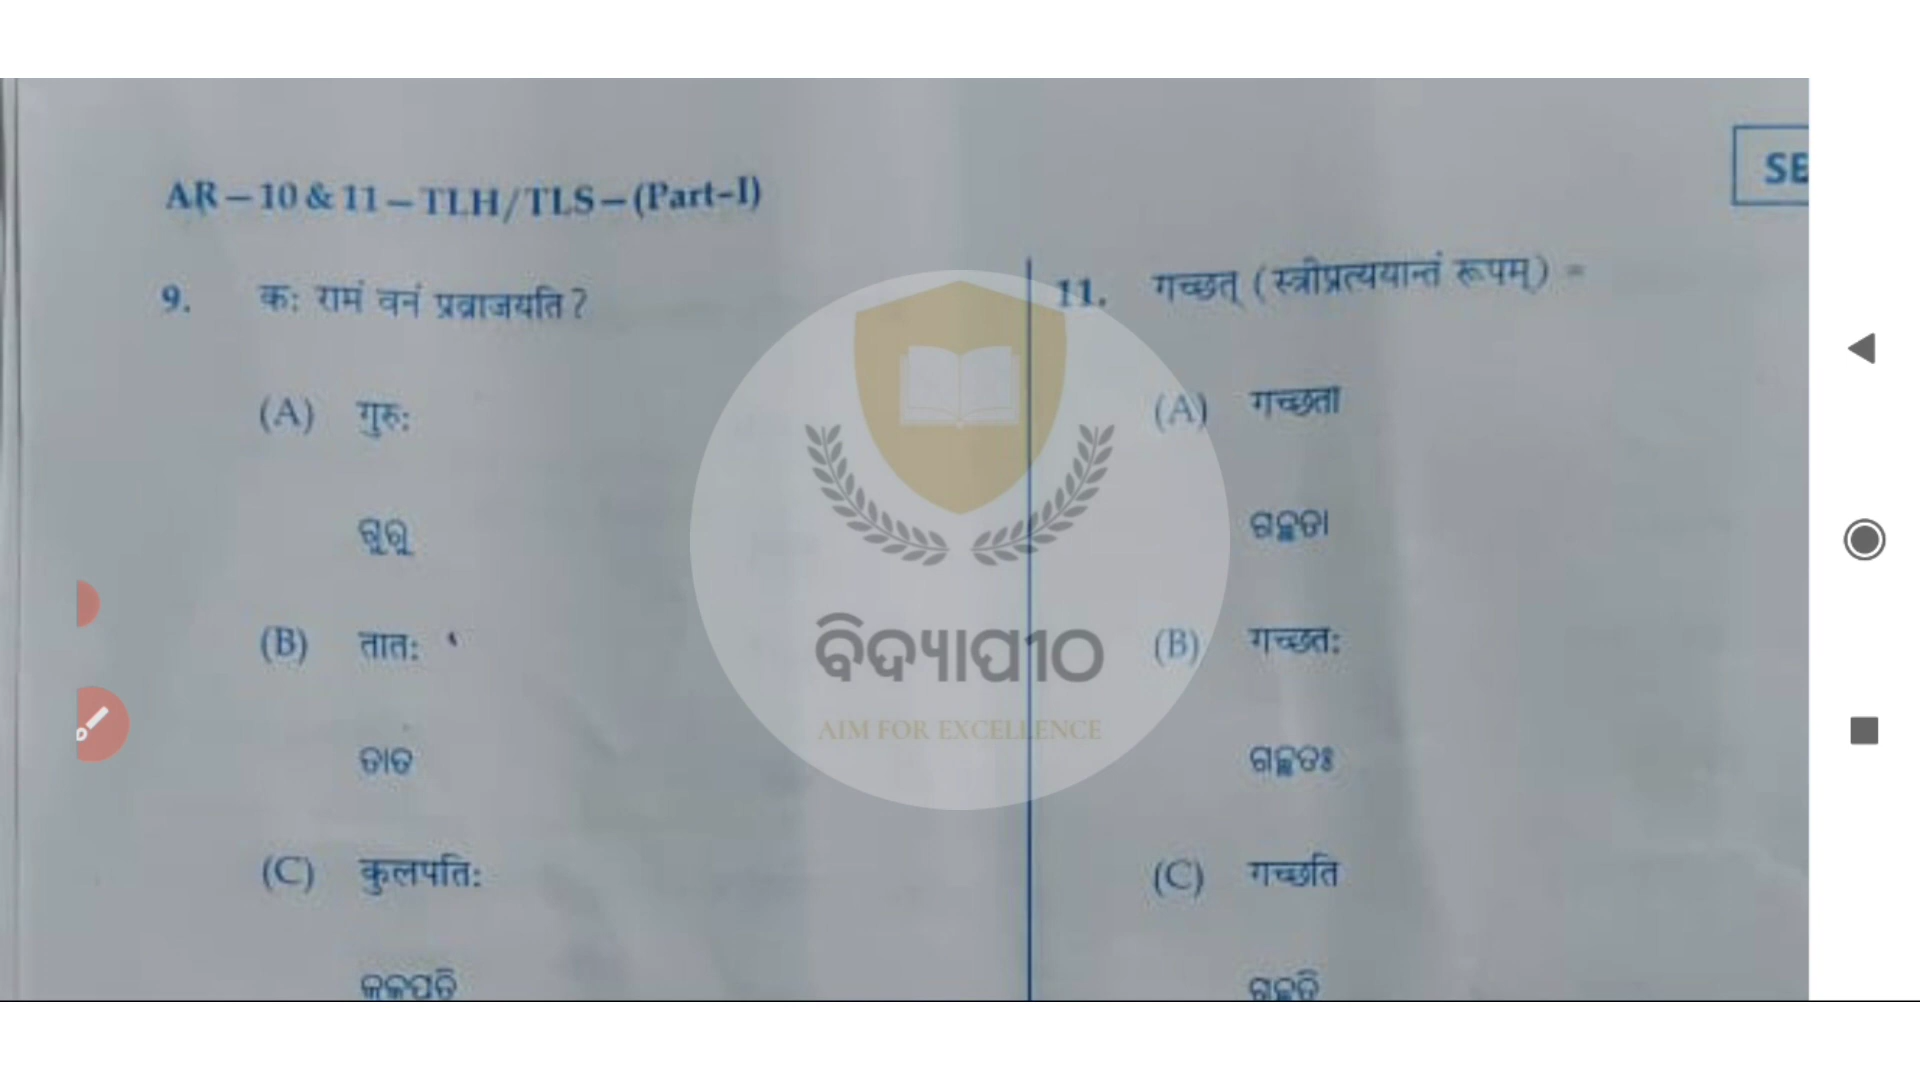 AR – 10 & 11 – TLH/TLS – (Part-I)
SE
9. कः रामं वनं प्रव्राजयति ?
(A) गुरुः
ଗୁରୁ
(B) तातः
ତାତ
(C) कुलपतिः
କୁଳପତି
11. गच्छत् (स्त्रीप्रत्ययान्तं रूपम्) =
(A) गच्छता
ଗଚ୍ଛତା
(B) गच्छतः
ଗଚ୍ଛତଃ
(C) गच्छति
ଗଚ୍ଛତି
ବିଦ୍ୟାପୀଠ
AIM FOR EXCELLENCE